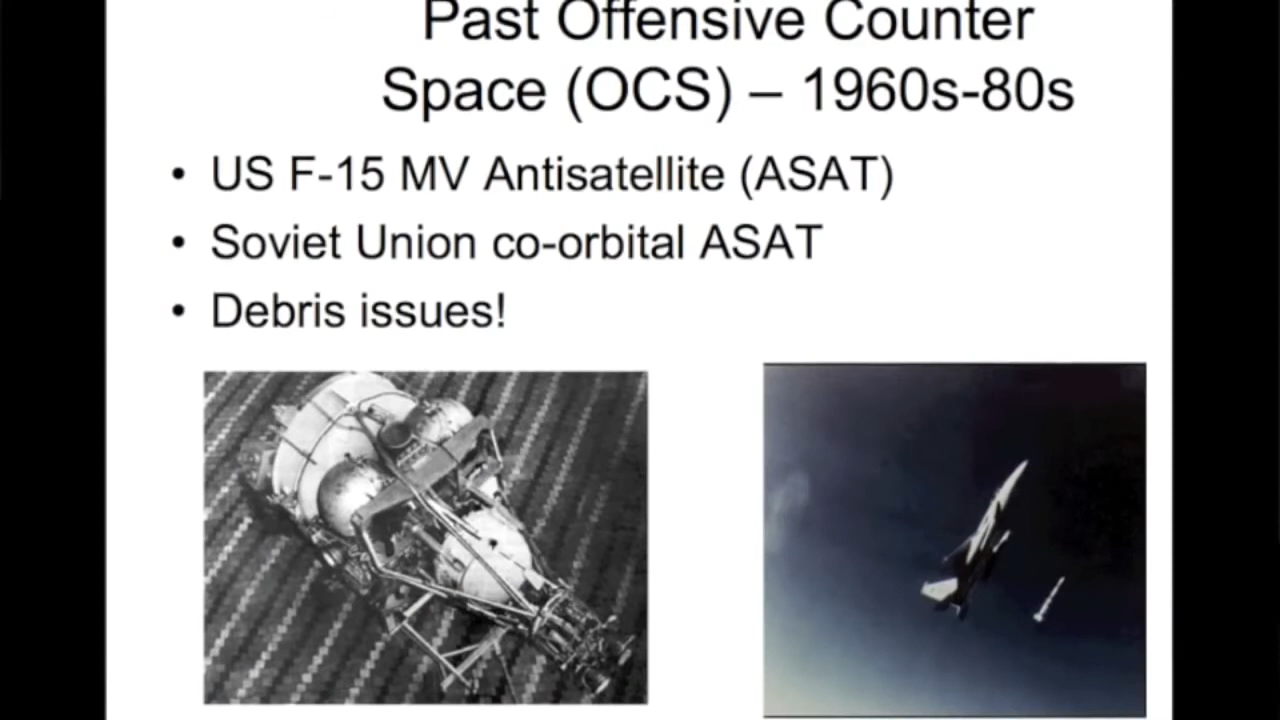 Past Offensive Counter
Space (OCS) – 1960s-80s
• US F-15 MV Antisatellite (ASAT)
• Soviet Union co-orbital ASAT
• Debris issues!